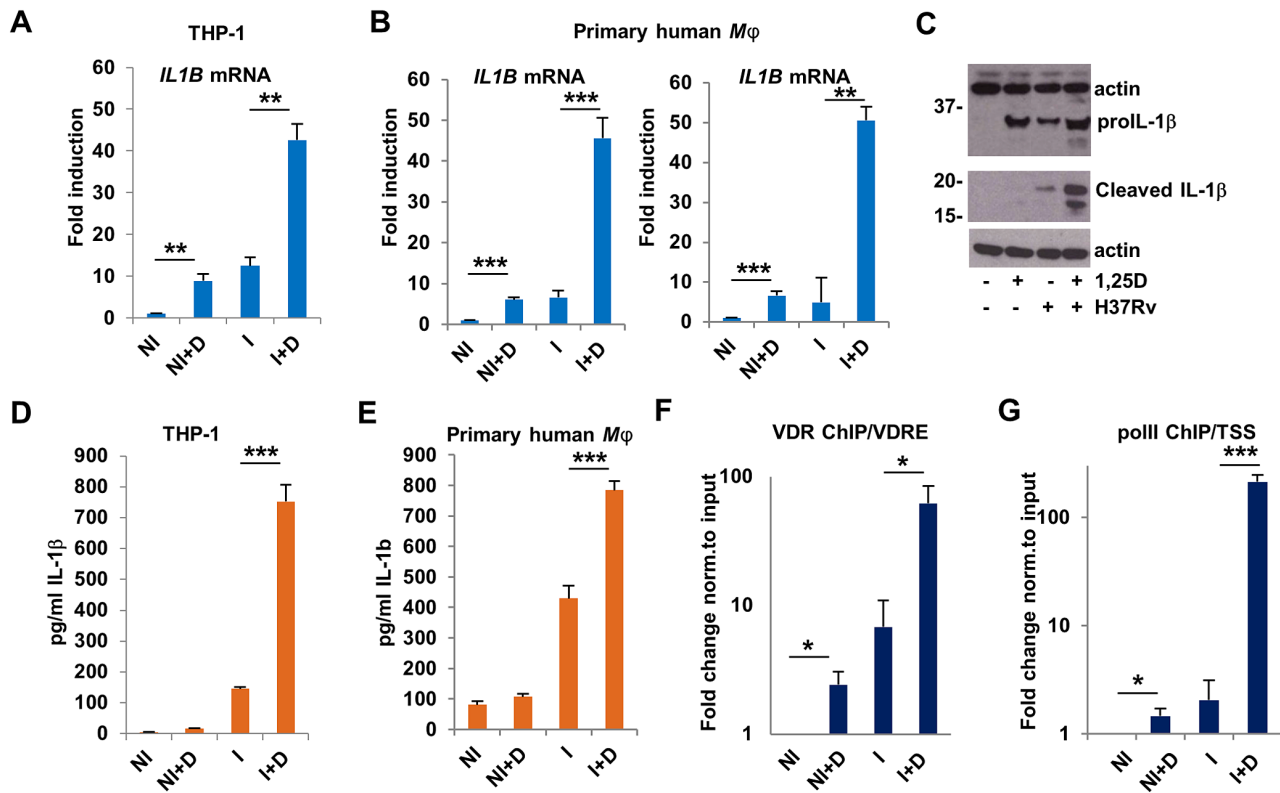 A
THP-1
IL1B mRNA
Fold induction
60
50
40
30
20
10
0
**
**
NI
NI+D
I
I+D
B
Primary human Mφ
IL1B mRNA
Fold induction
60
50
40
30
20
10
0
***
***
NI
NI+D
I
I+D
IL1B mRNA
Fold induction
60
50
40
30
20
10
0
***
**
NI
NI+D
I
I+D
C
37-
actin
proIL-1β
20-
15-
Cleaved IL-1β
actin
- + - + 1,25D
- - + + H37Rv
D
THP-1
pg/ml IL-1β
900
800
700
600
500
400
300
200
100
0
***
NI
NI+D
I
I+D
E
Primary human Mφ
pg/ml IL-1b
900
800
700
600
500
400
300
200
100
0
***
NI
NI+D
I
I+D
F
VDR ChIP/VDRE
Fold change norm.to input
100
10
1
*
*
NI
NI+D
I
I+D
G
polII ChIP/TSS
Fold change norm.to input
100
10
1
*
***
NI
NI+D
I
I+D